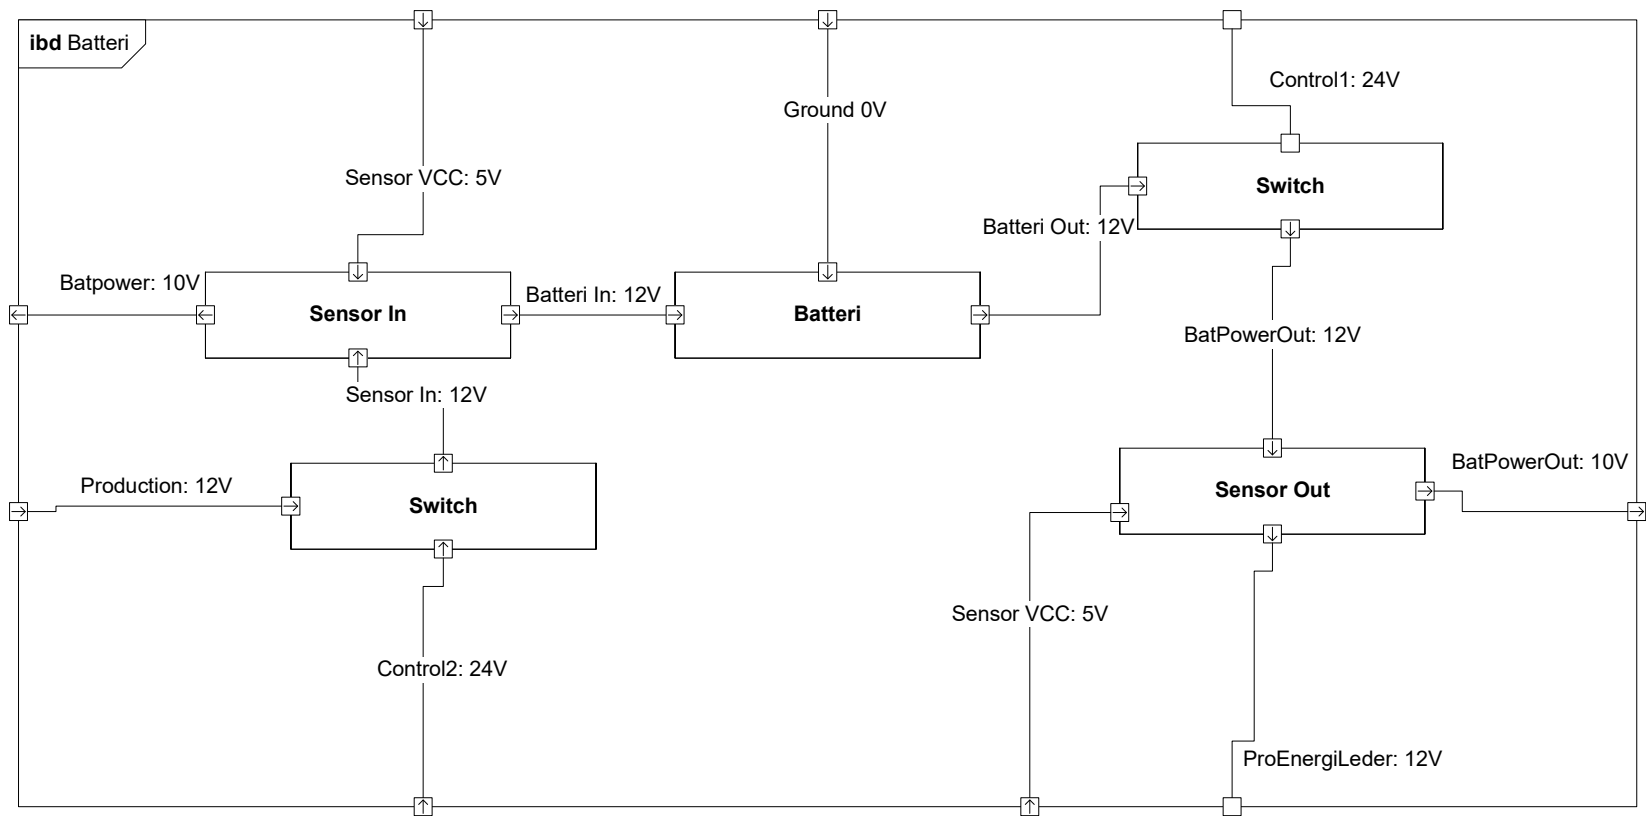 ibd Batteri
Control1: 24V
Ground 0V
Sensor VCC: 5V
Switch
Batteri Out: 12V
Batpower: 10V
Batteri In: 12V
Sensor In
Batteri
BatPowerOut: 12V
Sensor In: 12V
BatPowerOut: 10V
Production: 12V
Sensor Out
Switch
Sensor VCC: 5V
Control2: 24V
ProEnergiLeder: 12V